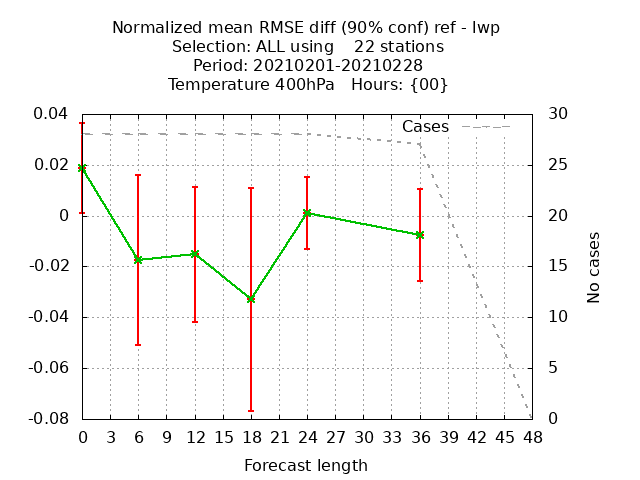 Normalized mean RMSE diff (90% conf) ref - lwp
Selection: ALL using    22 stations
Period: 20210201-20210228
Temperature 400hPa   Hours: {00}
Cases
0.04
0.02
0
-0.02
-0.04
-0.06
-0.08
30
25
20
15
10
5
0
No cases
0 3 6 9 12 15 18 21 24 27 30 33 36 39 42 45 48
Forecast length